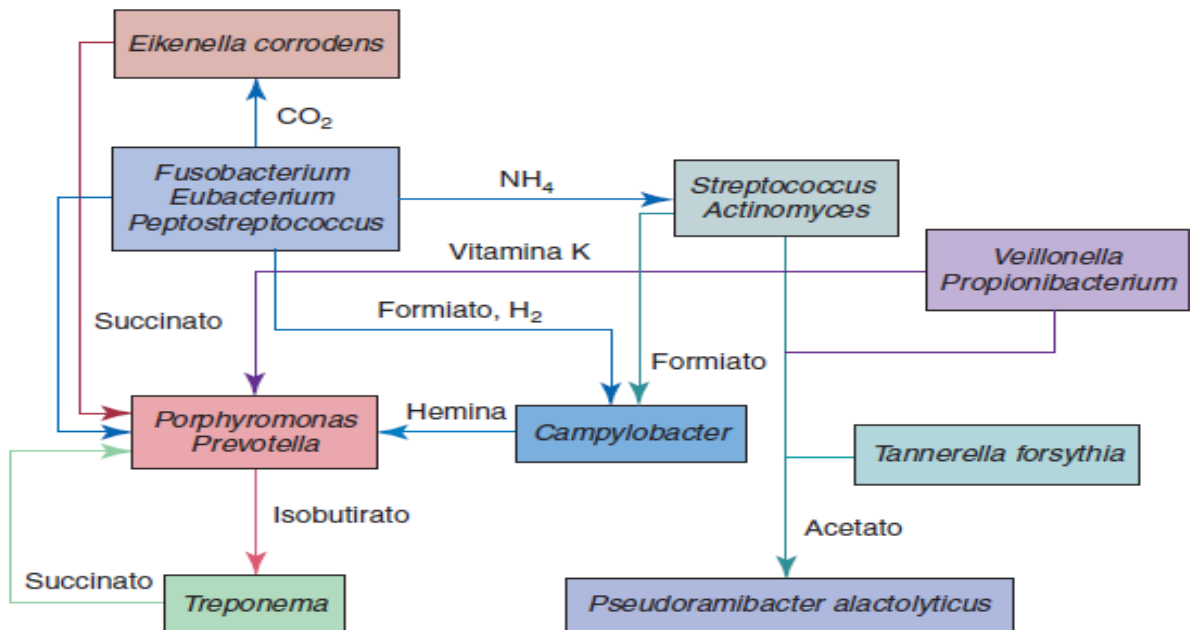 Eikenella corrodens
CO₂
Fusobacterium
Eubacterium
Peptostreptococcus
NH₄
Streptococcus
Actinomyces
Vitamina K
Veillonella
Propionibacterium
Succinato
Formiato, H₂
Formiato
Porphyromonas
Prevotella
Hemina
Campylobacter
Tannerella forsythia
Isobutirato
Acetato
Succinato
Treponema
Pseudoramibacter alactolyticus